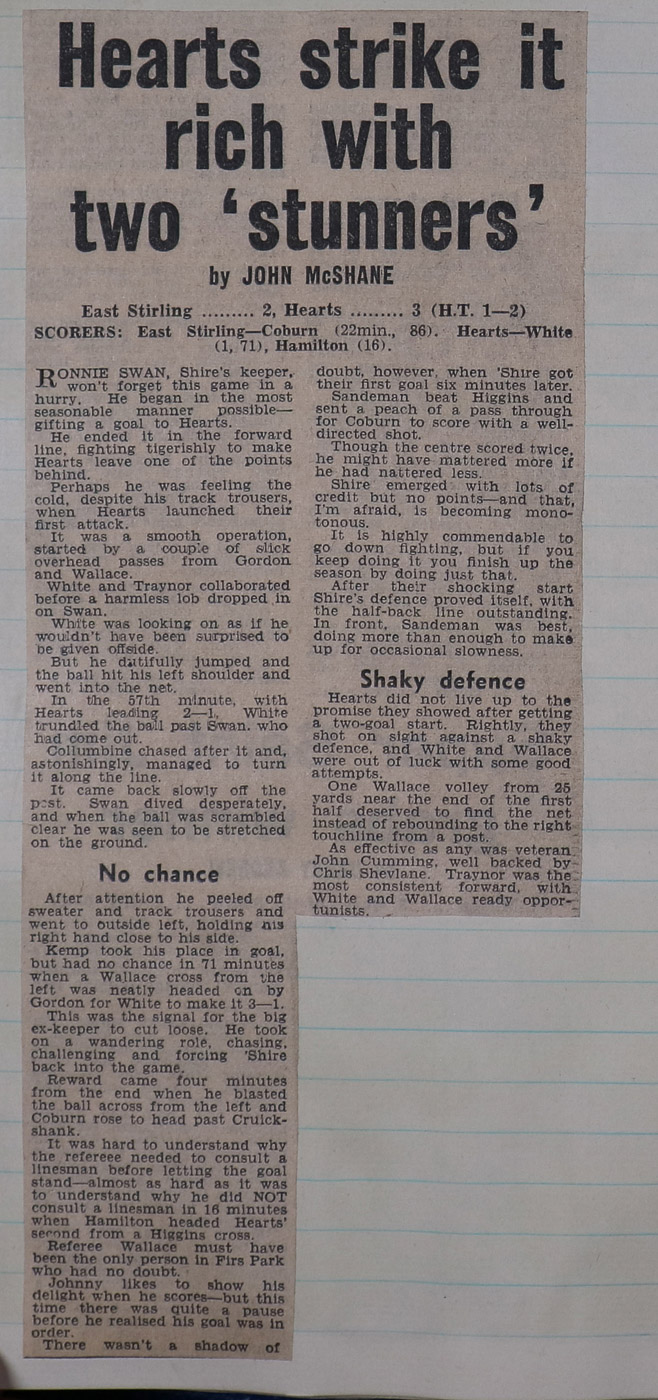 Hearts strike it
rich with
two ‘stunners’
by JOHN McSHANE
East Stirling ......... 2, Hearts ......... 3 (H.T. 1—2)
SCORERS: East Stirling—Coburn (22min., 86). Hearts—White
(1, 71), Hamilton (16).
RONNIE SWAN, Shire's keeper,
won't forget this game in a
hurry. He began in the most
seasonable manner possible—
gifting a goal to Hearts.
He ended it in the forward
line, fighting tigerishly to make
Hearts leave one of the points
behind.
Perhaps he was feeling the
cold, despite his track trousers,
when Hearts launched their
first attack.
It was a smooth operation,
started by a couple of slick
overhead passes from Gordon
and Wallace.
White and Traynor collaborated
before a harmless lob dropped in
on Swan.
White was looking on as if he
wouldn't have been surprised to
be given offside.
But he dutifully jumped and
the ball hit his left shoulder and
went into the net.
In the 57th minute, with
Hearts leading 2—1, White
trundled the ball past Swan. who
had come out.
Collumbine chased after it and,
astonishingly, managed to turn
it along the line.
It came back slowly off the
post. Swan dived desperately,
and when the ball was scrambled
clear he was seen to be stretched
on the ground.
No chance
After attention he peeled off
sweater and track trousers and
went to outside left, holding his
right hand close to his side.
Kemp took his place in goal,
but had no chance in 71 minutes
when a Wallace cross from the
left was neatly headed on by
Gordon for White to make it 3—1.
This was the signal for the big
ex-keeper to cut loose. He took
on a wandering role, chasing,
challenging and forcing 'Shire
back into the game.
Reward came four minutes
from the end when he blasted
the ball across from the left and
Coburn rose to head past Cruick-
shank.
It was hard to understand why
the refereee needed to consult a
linesman before letting the goal
stand—almost as hard as it was
to understand why he did NOT
consult a linesman in 16 minutes
when Hamilton headed Hearts'
second from a Higgins cross.
Referee Wallace must have
been the only person in Firs Park
who had no doubt.
Johnny likes to show his
delight when he scores—but this
time there was quite a pause
before he realised his goal was in
order.
There wasn't a shadow of
doubt, however, when 'Shire got
their first goal six minutes later.
Sandeman beat Higgins and
sent a peach of a pass through
for Coburn to score with a well-
directed shot.
Though the centre scored twice,
he might have mattered more if
he had nattered less.
Shire emerged with lots of
credit but no points—and that,
I'm afraid, is becoming mono-
tonous.
It is highly commendable to
go down fighting, but if you
keep doing it you finish up the
season by doing just that.
After their shocking start
Shire's defence proved itself, with
the half-back line outstanding.
In front, Sandeman was best,
doing more than enough to make
up for occasional slowness.
Shaky defence
Hearts did not live up to the
promise they showed after getting
a two-goal start. Rightly, they
shot on sight against a shaky
defence, and White and Wallace
were out of luck with some good
attempts.
One Wallace volley from 25
yards near the end of the first
half deserved to find the net
instead of rebounding to the right
touchline from a post.
As effective as any was veteran
John Cumming, well backed by
Chris Shevlane. Traynor was the
most consistent forward, with
White and Wallace ready oppor-
tunists.